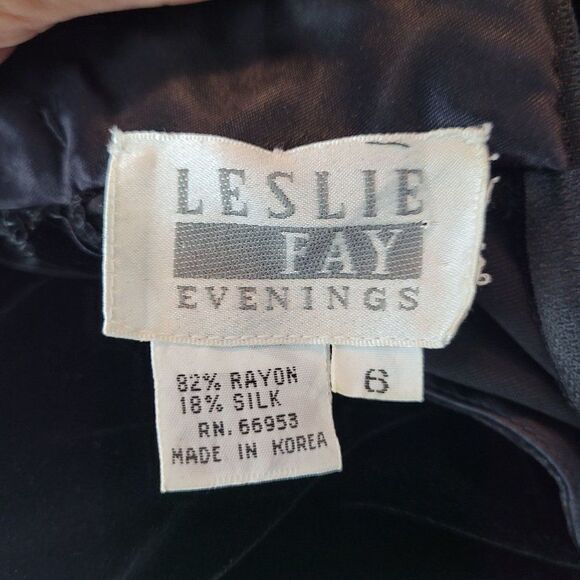 LESLIE
FAY
EVENINGS
82% RAYON
18% SILK
RN. 66953
MADE IN KOREA
6